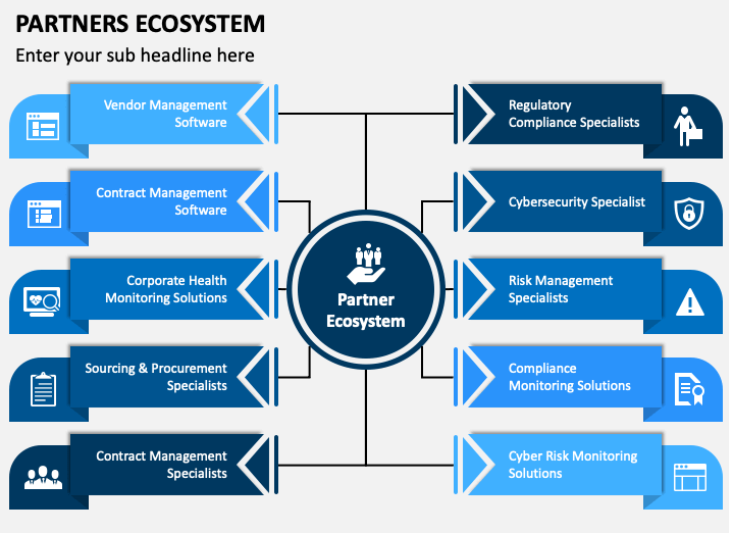 PARTNERS ECOSYSTEM
Enter your sub headline here
Vendor Management
Software
Contract Management
Software
Corporate Health
Monitoring Solutions
Sourcing & Procurement
Specialists
Contract Management
Specialists
Partner
Ecosystem
Regulatory
Compliance Specialists
Cybersecurity Specialist
Risk Management
Specialists
Compliance
Monitoring Solutions
Cyber Risk Monitoring
Solutions